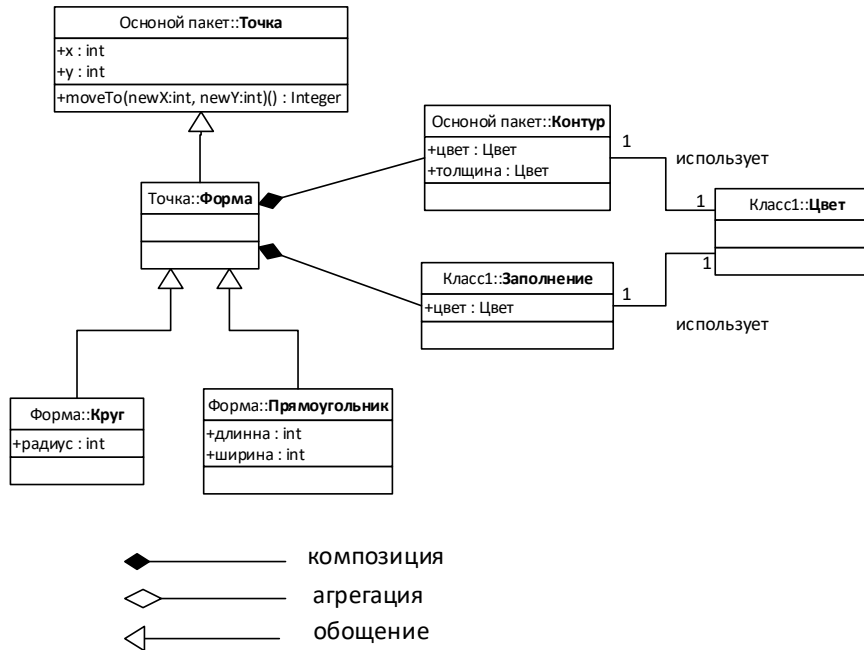 Осноной пакет::Точка
+x : int
+y : int
+moveTo(newX:int, newY:int)() : Integer
Осноной пакет::Контур
+цвет : Цвет
+толщина : Цвет
1
использует
1
Точка::Форма
Класс1::Цвет
Класс1::Заполнение
+цвет : Цвет
1
1
использует
Форма::Круг
+радиус : int
Форма::Прямоугольник
+длинна : int
+ширина : int
композиция
агрегация
обощение